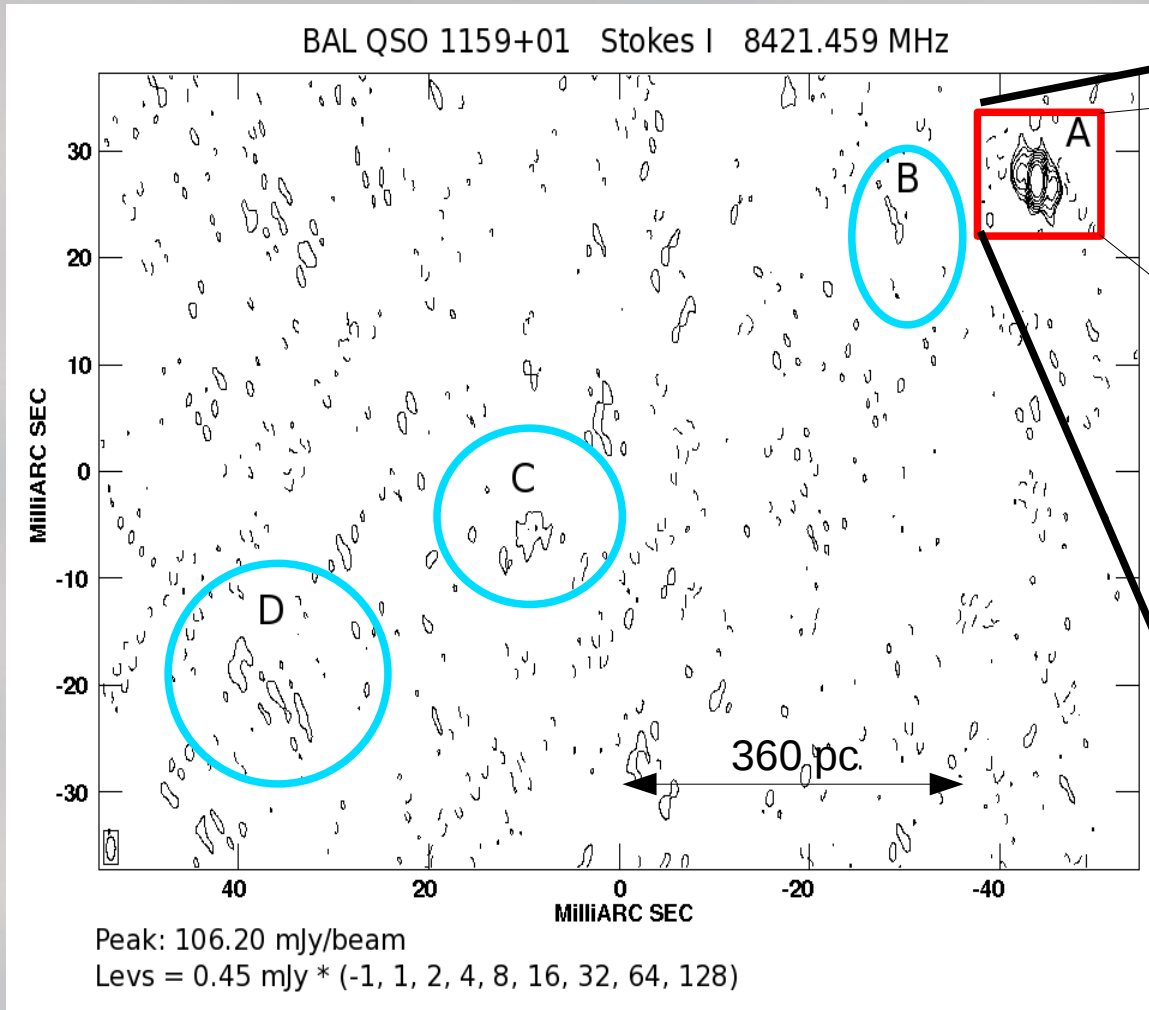 BAL QSO 1159+01 Stokes I 8421.459 MHz
A
B
C
D
30
20
10
0
-10
-20
-30
MilliARC SEC
360 pc
40
20
0
-20
-40
MilliARC SEC
Peak: 106.20 mJy/beam
Levs = 0.45 mJy * (-1, 1, 2, 4, 8, 16, 32, 64, 128)